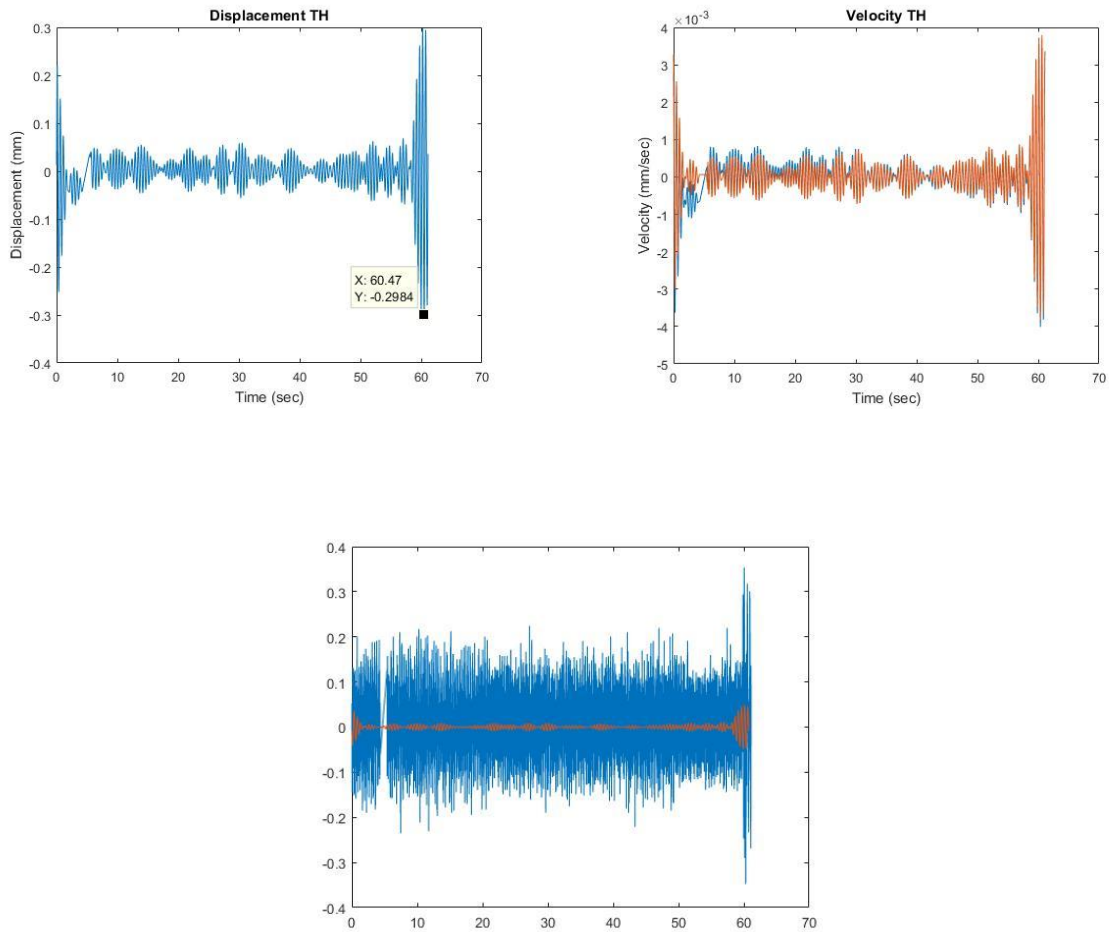 Displacement TH
0.3
0.2
0.1
0
-0.1
-0.2
-0.3
-0.4
Displacement (mm)
X: 60.47
Y: -0.2984
0 10 20 30 40 50 60 70
Time (sec)
Velocity TH
×10-3
4
3
2
1
0
-1
-2
-3
-4
-5
Velocity (mm/sec)
0 10 20 30 40 50 60 70
Time (sec)
0.4
0.3
0.2
0.1
0
-0.1
-0.2
-0.3
-0.4
0 10 20 30 40 50 60 70